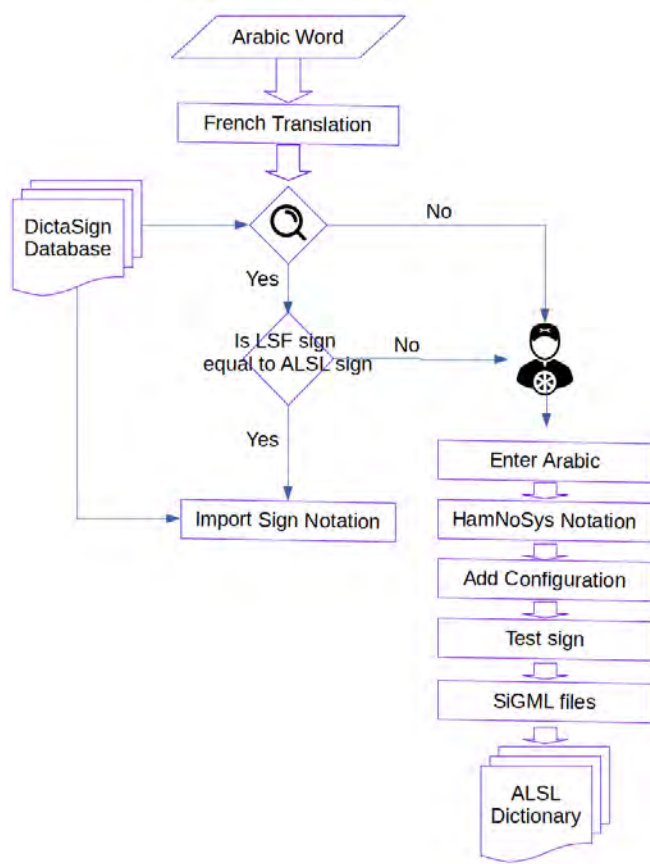 Arabic Word
French Translation
DictaSign
Database
No
Yes
Is LSF sign
equal to ALSL sign
No
Yes
Import Sign Notation
Enter Arabic
HamNoSys Notation
Add Configuration
Test sign
SiGML files
ALSL
Dictionary